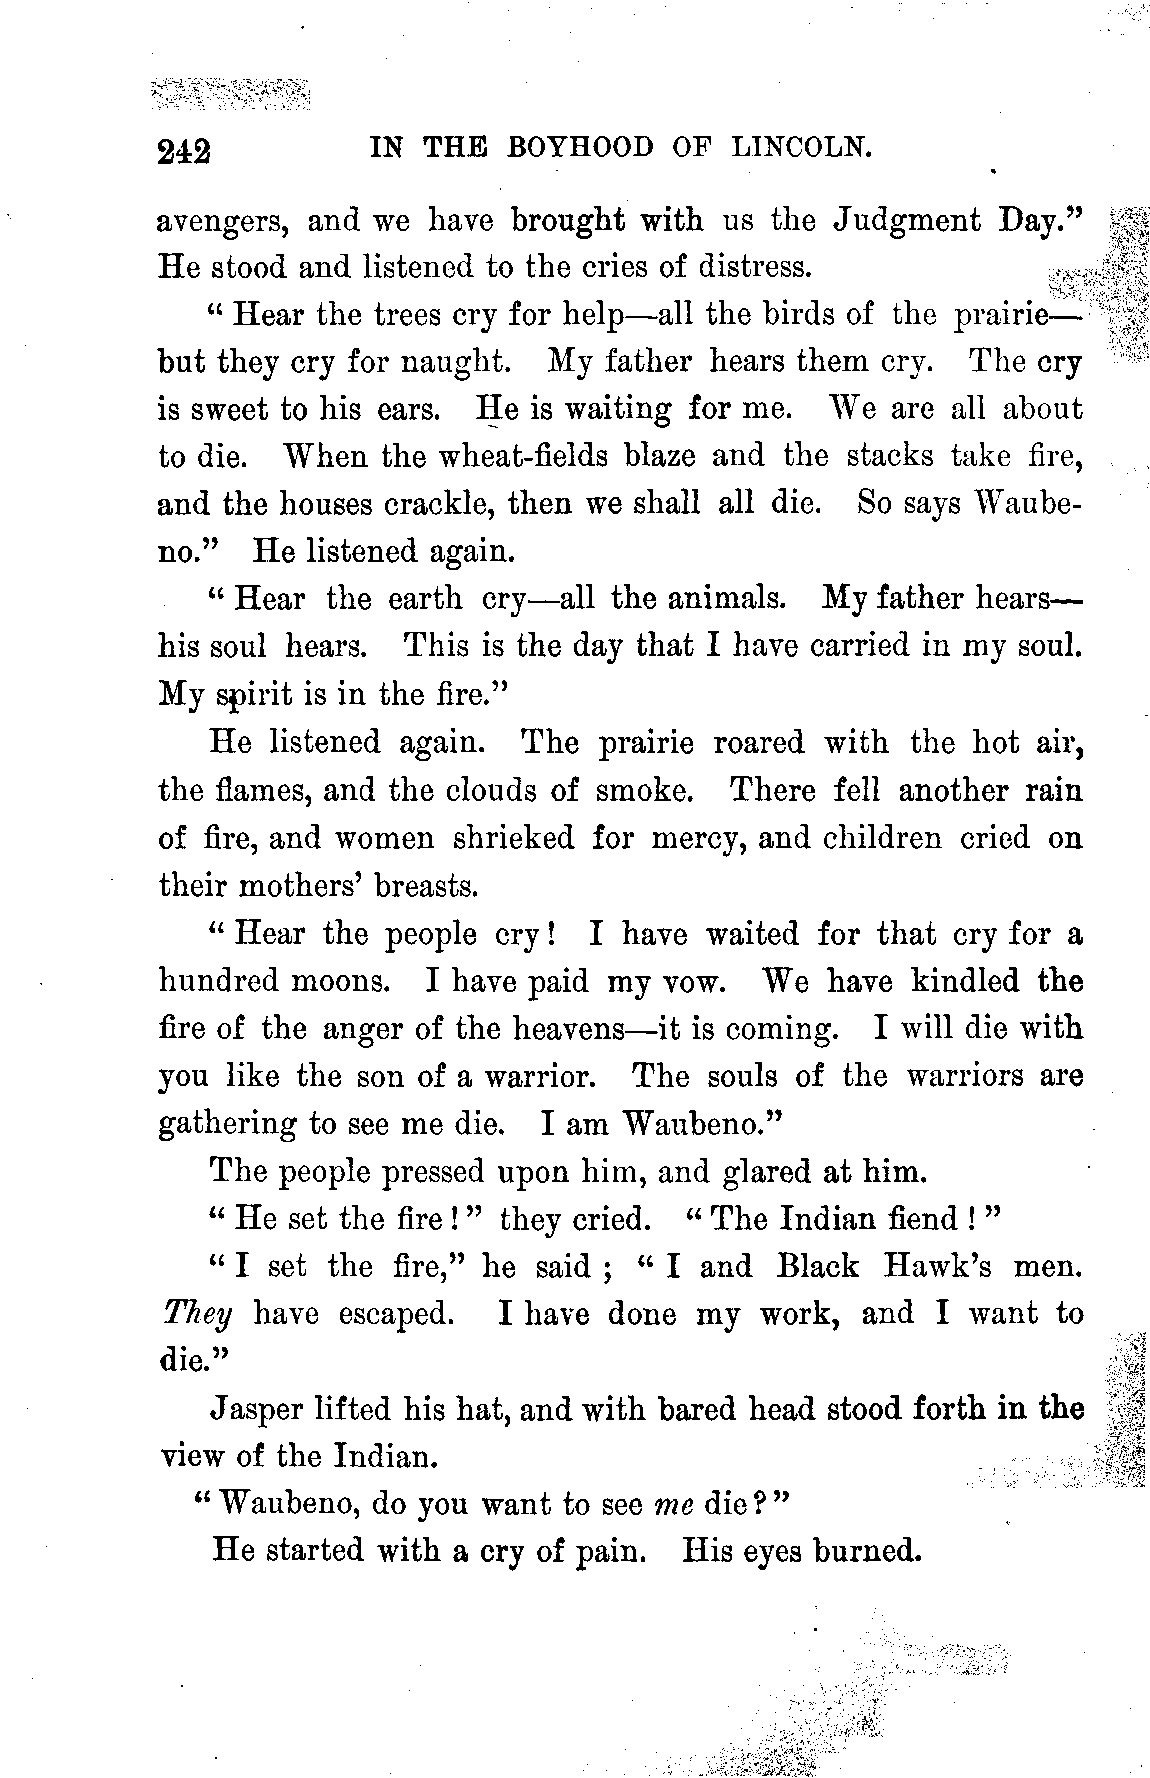 242 IN THE BOYHOOD OF LINCOLN.
avengers, and we have brought with us the Judgment Day.”
He stood and listened to the cries of distress.
“ Hear the trees cry for help—all the birds of the prairie—
but they cry for naught. My father hears them cry. The cry
is sweet to his ears. He is waiting for me. We are all about
to die. When the wheat-fields blaze and the stacks take fire,
and the houses crackle, then we shall all die. So says Waube-
no.” He listened again.
“ Hear the earth cry—all the animals. My father hears—
his soul hears. This is the day that I have carried in my soul.
My spirit is in the fire.”
He listened again. The prairie roared with the hot air,
the flames, and the clouds of smoke. There fell another rain
of fire, and women shrieked for mercy, and children cried on
their mothers’ breasts.
“ Hear the people cry ! I have waited for that cry for a
hundred moons. I have paid my vow. We have kindled the
fire of the anger of the heavens—it is coming. I will die with
you like the son of a warrior. The souls of the warriors are
gathering to see me die. I am Waubeno.”
The people pressed upon him, and glared at him.
“ He set the fire ! ” they cried. “ The Indian fiend ! ”
“ I set the fire,” he said ; “ I and Black Hawk’s men.
They have escaped. I have done my work, and I want to
die.”
Jasper lifted his hat, and with bared head stood forth in the
view of the Indian.
“ Waubeno, do you want to see me die ? ”
He started with a cry of pain. His eyes burned.